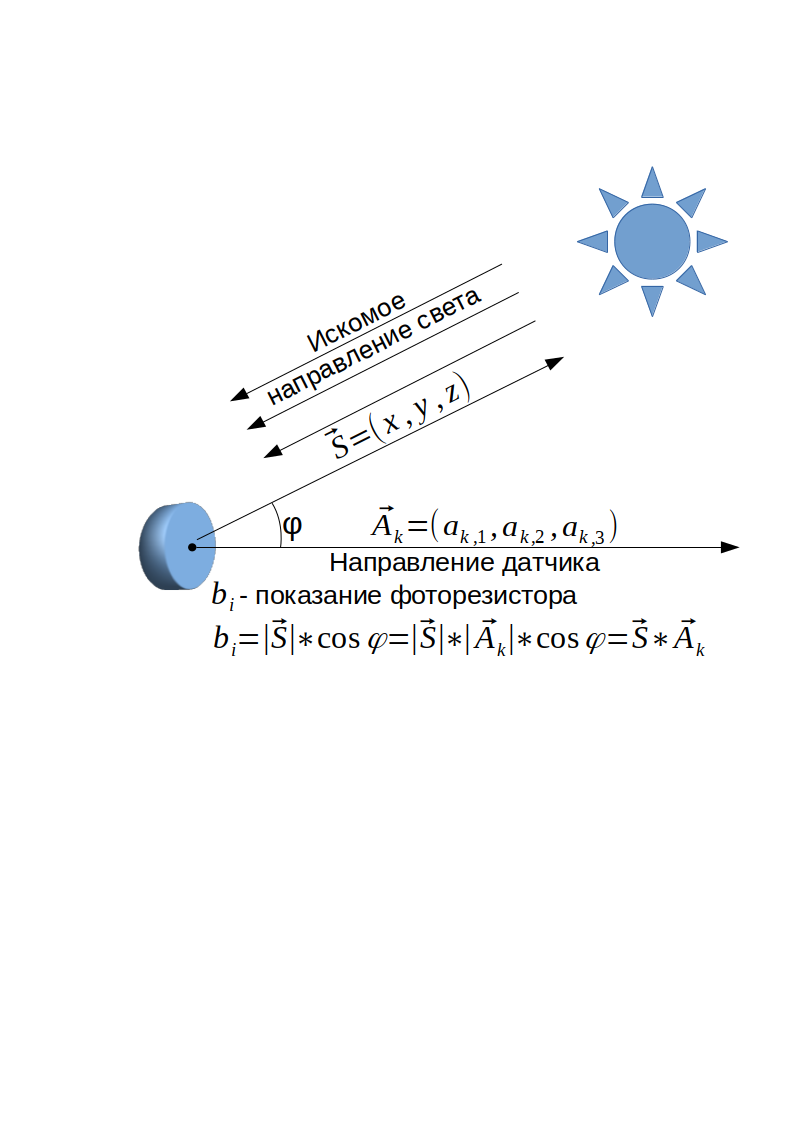 Искомое
направление света
S⃗=(x,y,z)
φ
A⃗ₖ=(aₖ,₁,aₖ,₂,aₖ,₃)
Направление датчика
bᵢ - показание фоторезистора
bᵢ=|S⃗|∗cos φ=|S⃗|∗|A⃗ₖ|∗cos φ=S⃗∗A⃗ₖ